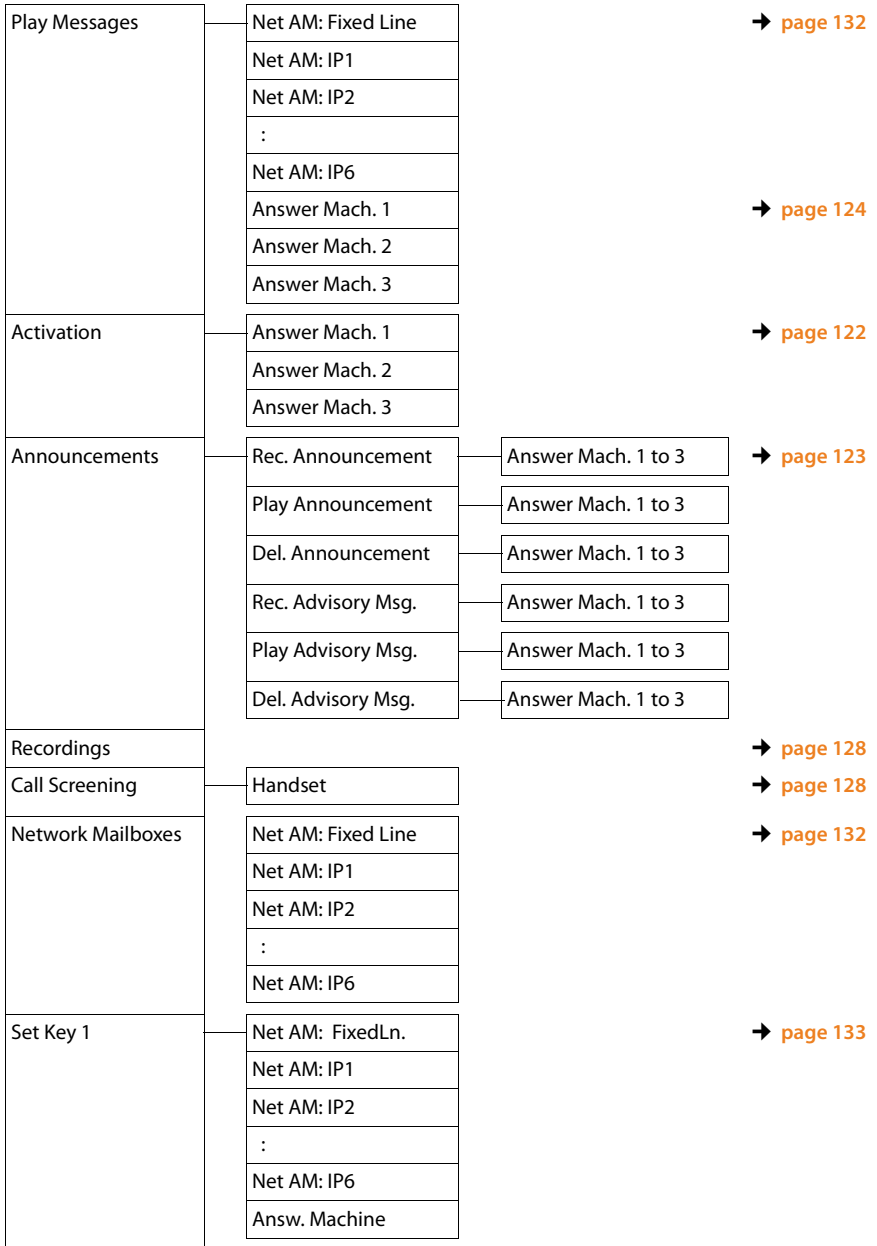 Play Messages Net AM: Fixed Line ➔ page 132
Net AM: IP1
Net AM: IP2
:
Net AM: IP6
Answer Mach. 1 ➔ page 124
Answer Mach. 2
Answer Mach. 3
Activation Answer Mach. 1 ➔ page 122
Answer Mach. 2
Answer Mach. 3
Announcements Rec. Announcement Answer Mach. 1 to 3 ➔ page 123
Play Announcement Answer Mach. 1 to 3
Del. Announcement Answer Mach. 1 to 3
Rec. Advisory Msg. Answer Mach. 1 to 3
Play Advisory Msg. Answer Mach. 1 to 3
Del. Advisory Msg. Answer Mach. 1 to 3
Recordings ➔ page 128
Call Screening Handset ➔ page 128
Network Mailboxes Net AM: Fixed Line ➔ page 132
Net AM: IP1
Net AM: IP2
:
Net AM: IP6
Set Key 1 Net AM: FixedLn. ➔ page 133
Net AM: IP1
Net AM: IP2
:
Net AM: IP6
Answ. Machine